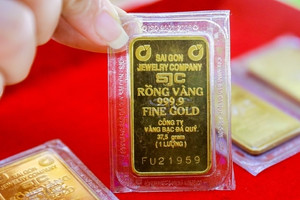 SAI GON
JEWELRY COMPANY
SJC
RỒNG VÀNG
999.9
FINE GOLD
CÔNG TY
VÀNG BẠC ĐÁ QUÝ
37,5 gram
(1 LƯỢNG)
FU21959